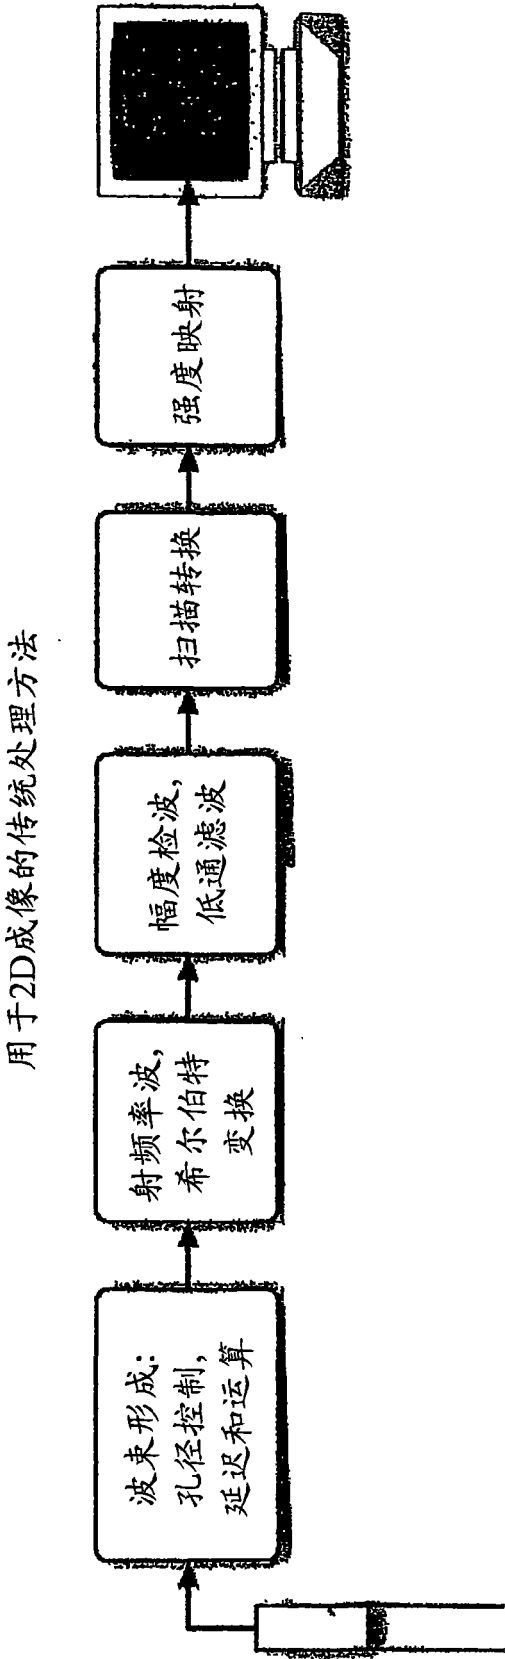 用于2D成像的传统处理方法
波束形成:
孔径控制,
延迟和运算
射频率波,
希尔伯特
变换
幅度检波,
低通滤波
扫描转换
强度映射